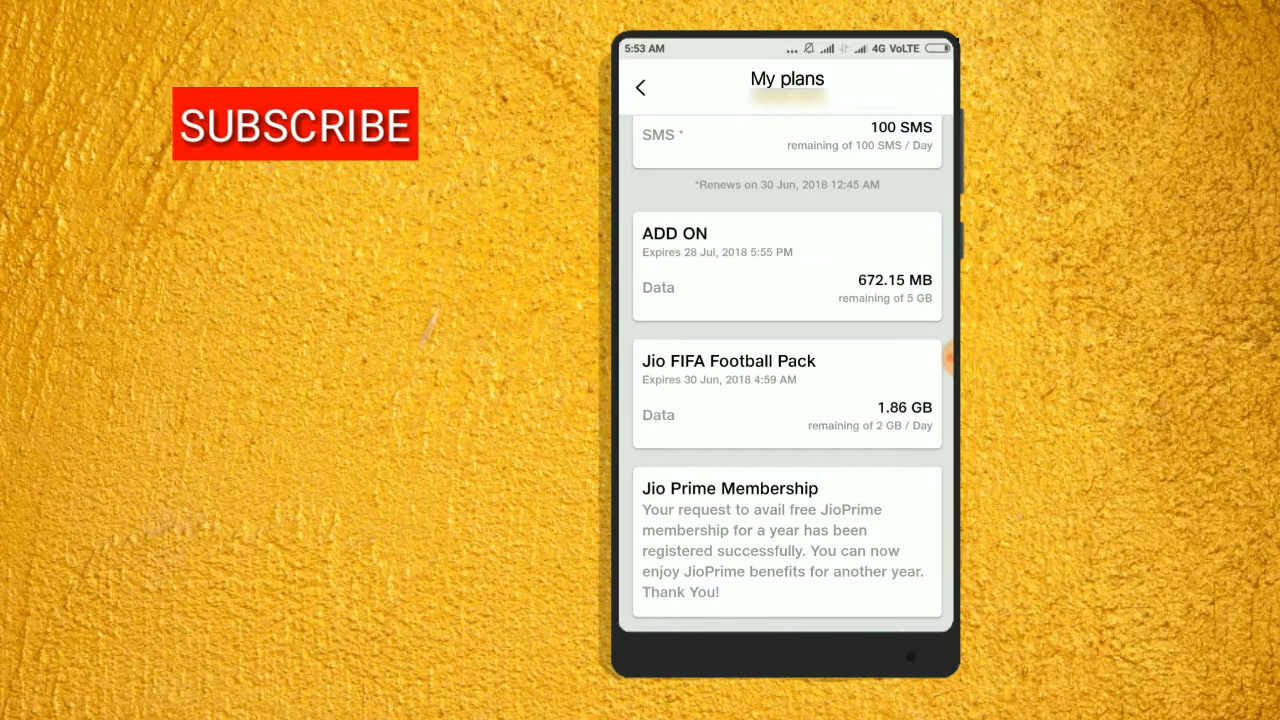 SUBSCRIBE
5:53 AM
... 4G VoLTE
My plans
SMS *
100 SMS
remaining of 100 SMS / Day
*Renews on 30 Jun, 2018 12:45 AM
ADD ON
Expires 28 Jul, 2018 5:55 PM
Data
672.15 MB
remaining of 5 GB
Jio FIFA Football Pack
Expires 30 Jun, 2018 4:59 AM
Data
1.86 GB
remaining of 2 GB / Day
Jio Prime Membership
Your request to avail free JioPrime
membership for a year has been
registered successfully. You can now
enjoy JioPrime benefits for another year.
Thank You!